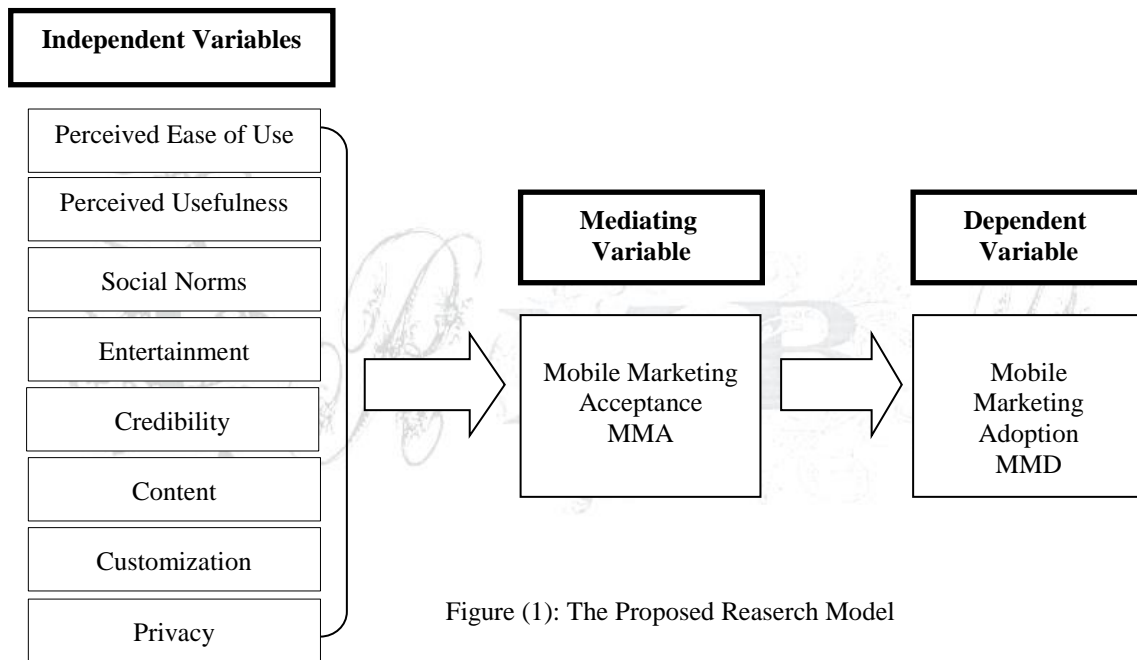 Independent Variables
Perceived Ease of Use
Perceived Usefulness
Social Norms
Entertainment
Credibility
Content
Customization
Privacy
Mediating
Variable
Mobile Marketing
Acceptance
MMA
Dependent
Variable
Mobile
Marketing
Adoption
MMD
Figure (1): The Proposed Reaserch Model